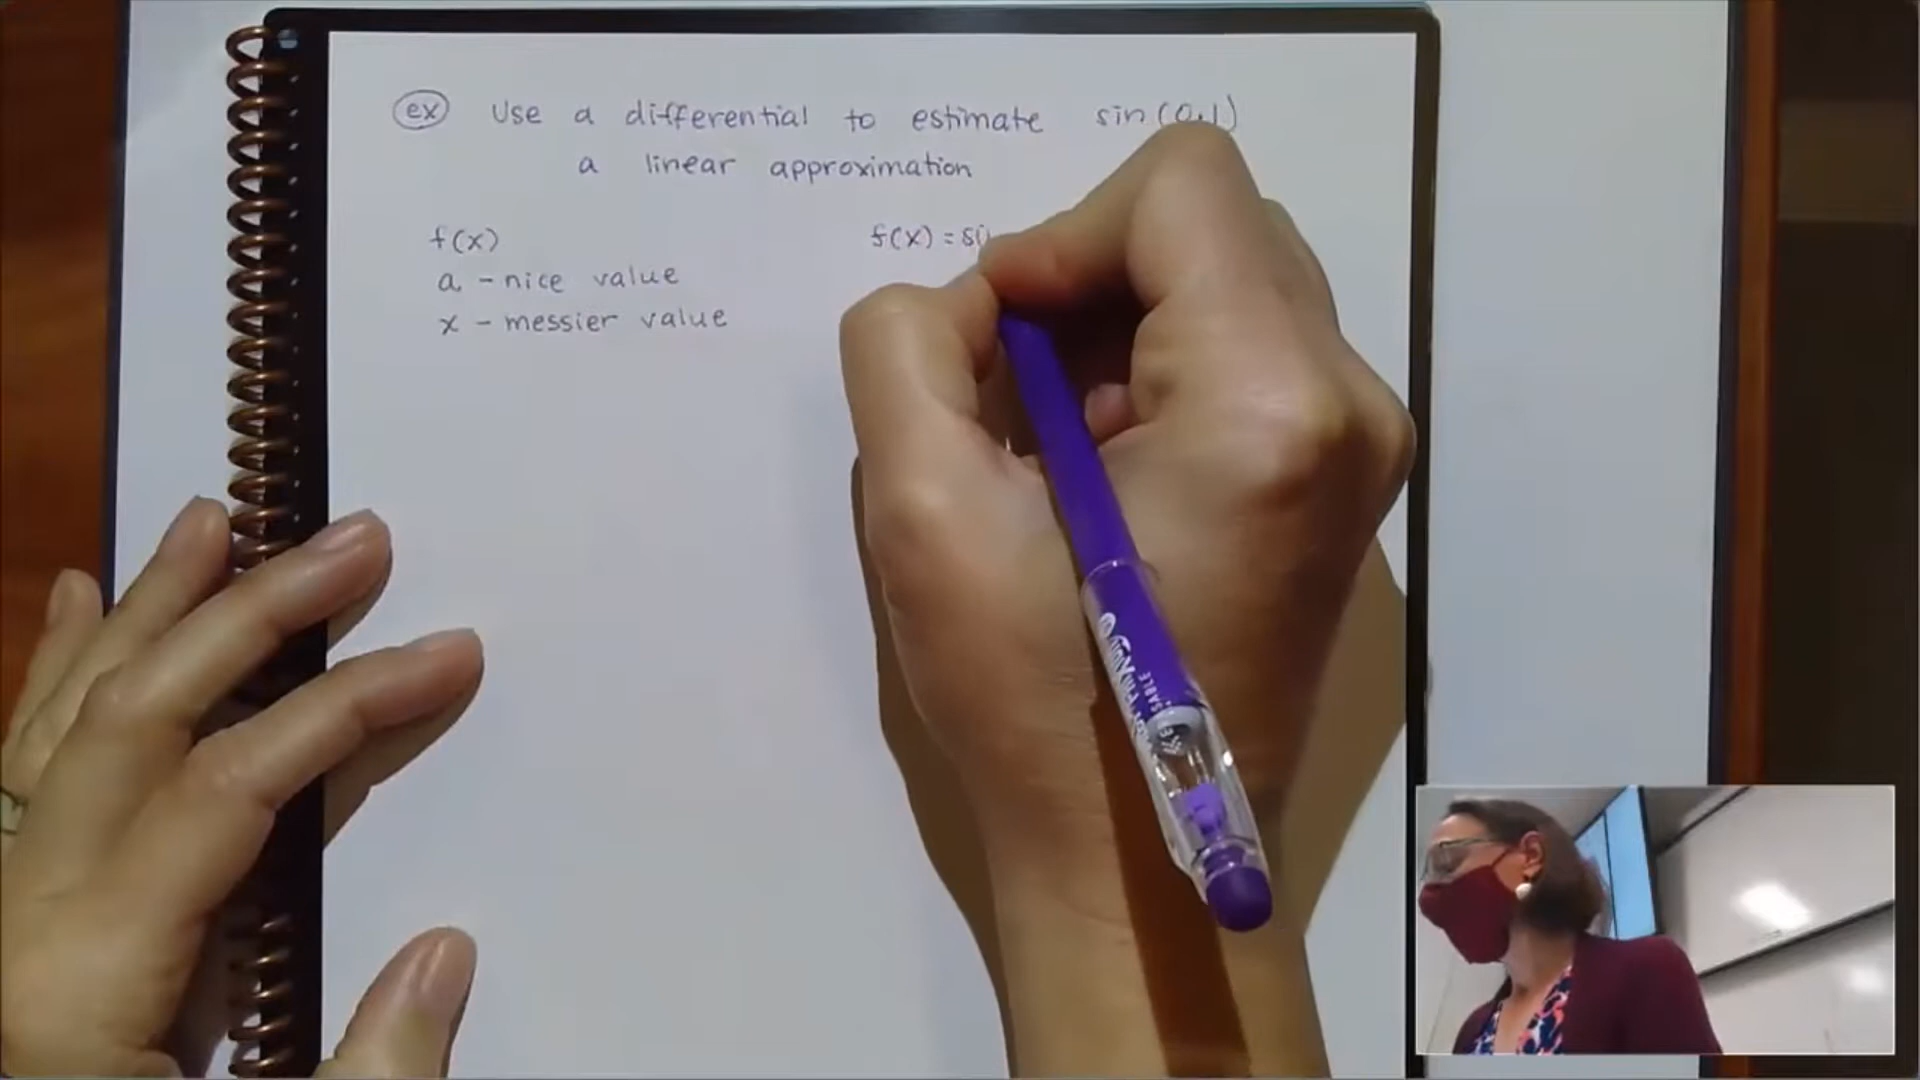 ex Use a differential to estimate sin(0.1)
a linear approximation
f(x)
a - nice value
x - messier value
f(x) =